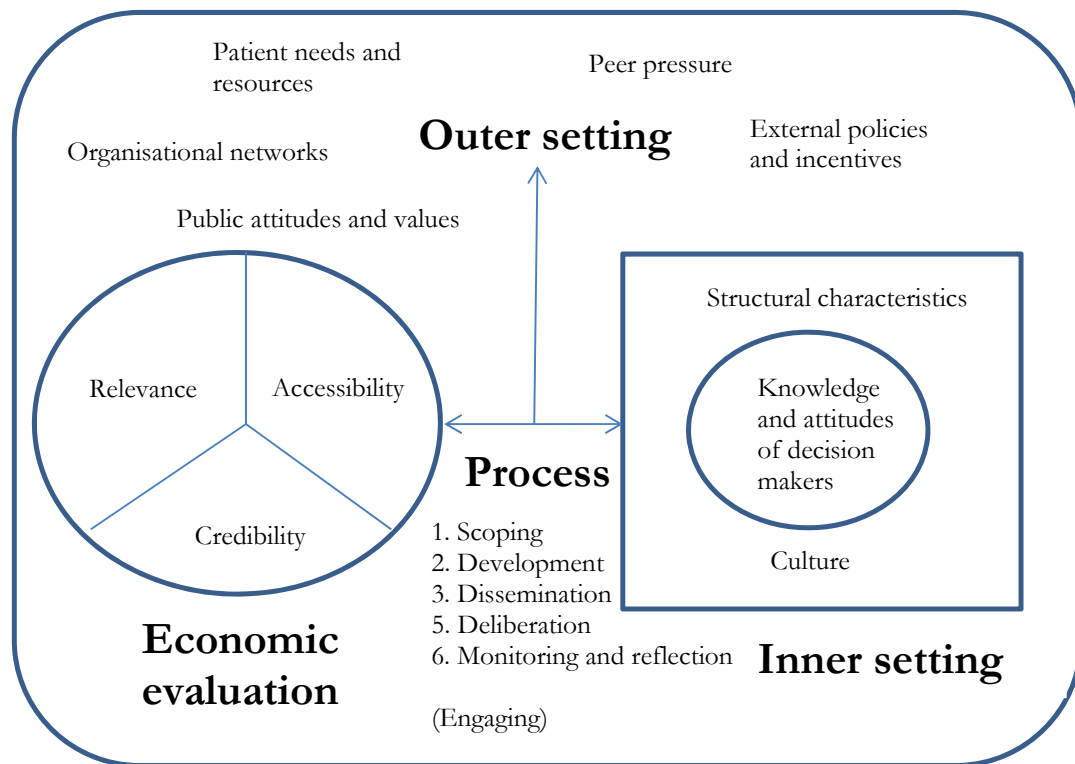 Patient needs and
resources
Peer pressure
Outer setting
External policies
and incentives
Organisational networks
Public attitudes and values
Structural characteristics
Relevance
Accessibility
Knowledge
and attitudes
of decision
makers
Credibility
Culture
Process
1. Scoping
2. Development
3. Dissemination
5. Deliberation
6. Monitoring and reflection
(Engaging)
Economic
evaluation
Inner setting